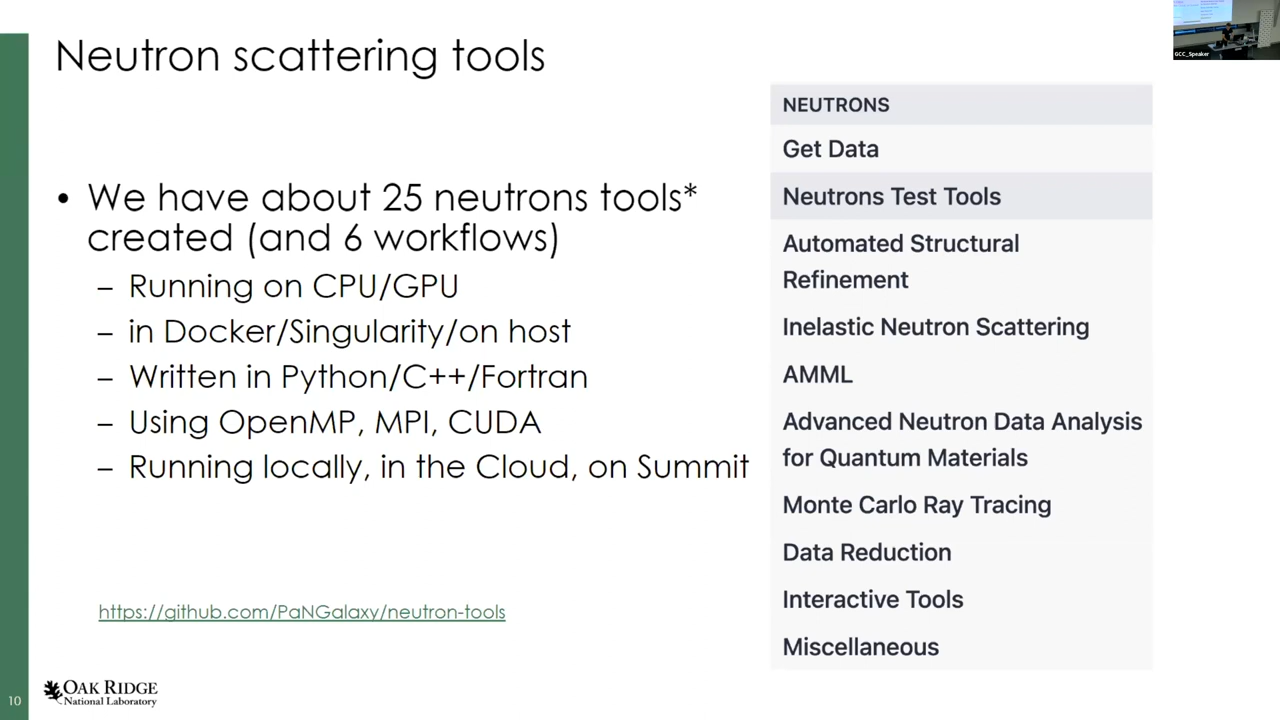 Neutron scattering tools
• We have about 25 neutrons tools*
created (and 6 workflows)
– Running on CPU/GPU
– in Docker/Singularity/on host
– Written in Python/C++/Fortran
– Using OpenMP, MPI, CUDA
– Running locally, in the Cloud, on Summit
https://github.com/PaNGalaxy/neutron-tools
NEUTRONS
Get Data
Neutrons Test Tools
Automated Structural
Refinement
Inelastic Neutron Scattering
AMML
Advanced Neutron Data Analysis
for Quantum Materials
Monte Carlo Ray Tracing
Data Reduction
Interactive Tools
Miscellaneous
GCC_Speaker
10
OAK RIDGE
National Laboratory